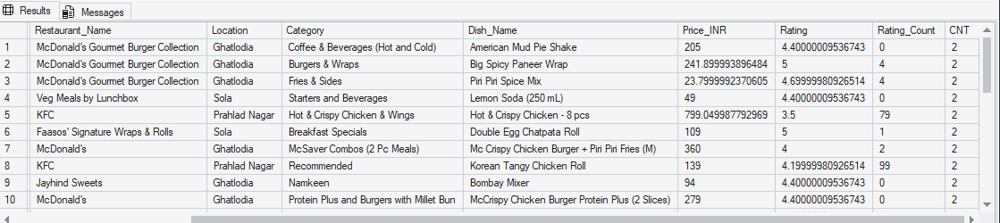 Results Messages
Restaurant_Name Location Category Dish_Name Price_INR Rating Rating_Count CNT
1 McDonald's Gourmet Burger Collection Ghatlodia Coffee & Beverages (Hot and Cold) American Mud Pie Shake 205 4.40000009536743 0 2
2 McDonald's Gourmet Burger Collection Ghatlodia Burgers & Wraps Big Spicy Paneer Wrap 241.899993896484 5 4 2
3 McDonald's Gourmet Burger Collection Ghatlodia Fries & Sides Piri Piri Spice Mix 23.7999992370605 4.69999980926514 4 2
4 Veg Meals by Lunchbox Sola Starters and Beverages Lemon Soda (250 mL) 49 4.40000009536743 0 2
5 KFC Prahlad Nagar Hot & Crispy Chicken & Wings Hot & Crispy Chicken - 8 pcs 799.049987792969 3.5 79 2
6 Faasos' Signature Wraps & Rolls Sola Breakfast Specials Double Egg Chatpata Roll 109 5 1 2
7 McDonald's Ghatlodia McSaver Combos (2 Pc Meals) Mc Crispy Chicken Burger + Piri Piri Fries (M) 360 4 2 2
8 KFC Prahlad Nagar Recommended Korean Tangy Chicken Roll 139 4.19999980926514 99 2
9 Jayhind Sweets Ghatlodia Namkeen Bombay Mixer 94 4.40000009536743 0 2
10 McDonald's Ghatlodia Protein Plus and Burgers with Millet Bun McCrispy Chicken Burger Protein Plus (2 Slices) 279 4.40000009536743 0 2